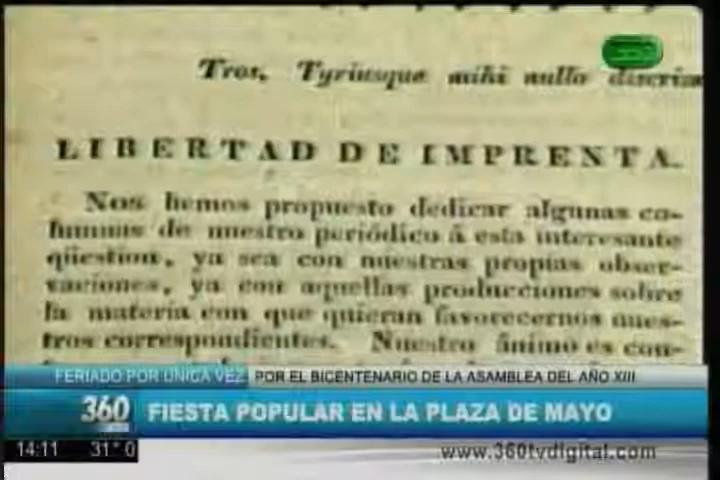 Tros, Tyriusque mihi nullo discrim
LIBERTAD DE IMPRENTA.
Nos hemos propuesto dedicar algunas co-
lumnas de nuestro periódico á esta interesante
qüestion, ya sea con nuestras propias obser-
vaciones, ya con aquellas producciones sobre
la materia con que quieran favorecernos nues-
tros correspondientes. Nuestro ánimo es con-
FERIADO POR UNICA VEZ POR EL BICENTENARIO DE LA ASAMBLEA DEL AÑO XIII
360 FIESTA POPULAR EN LA PLAZA DE MAYO
14:11 31° 0 www.360tvdigital.com